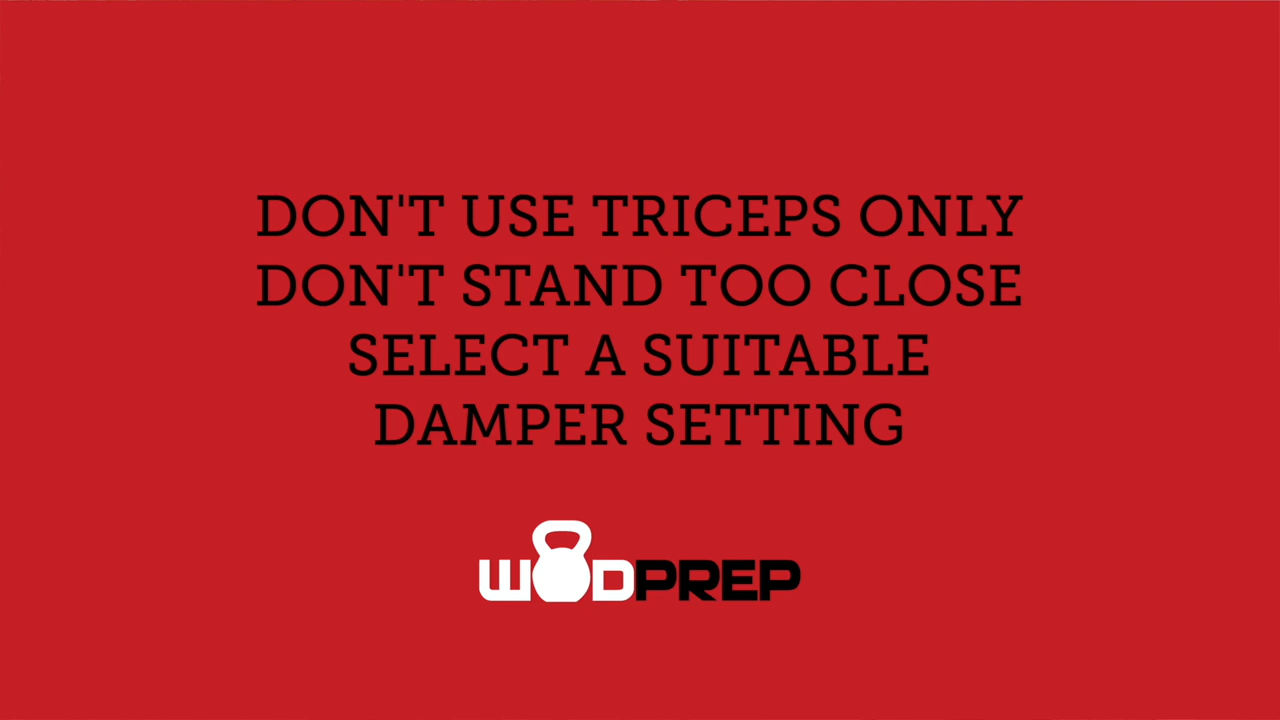 DON'T USE TRICEPS ONLY
DON'T STAND TOO CLOSE
SELECT A SUITABLE
DAMPER SETTING
WODPREP